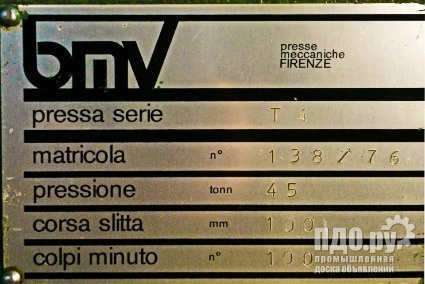 bmv
presse
meccaniche
FIRENZE
pressa serie T 4
matricola n° 138/76
pressione tonn 45
corsa slitta mm 100
colpi minuto n° 100
ПДО.ру
промышленная
доска объявлений